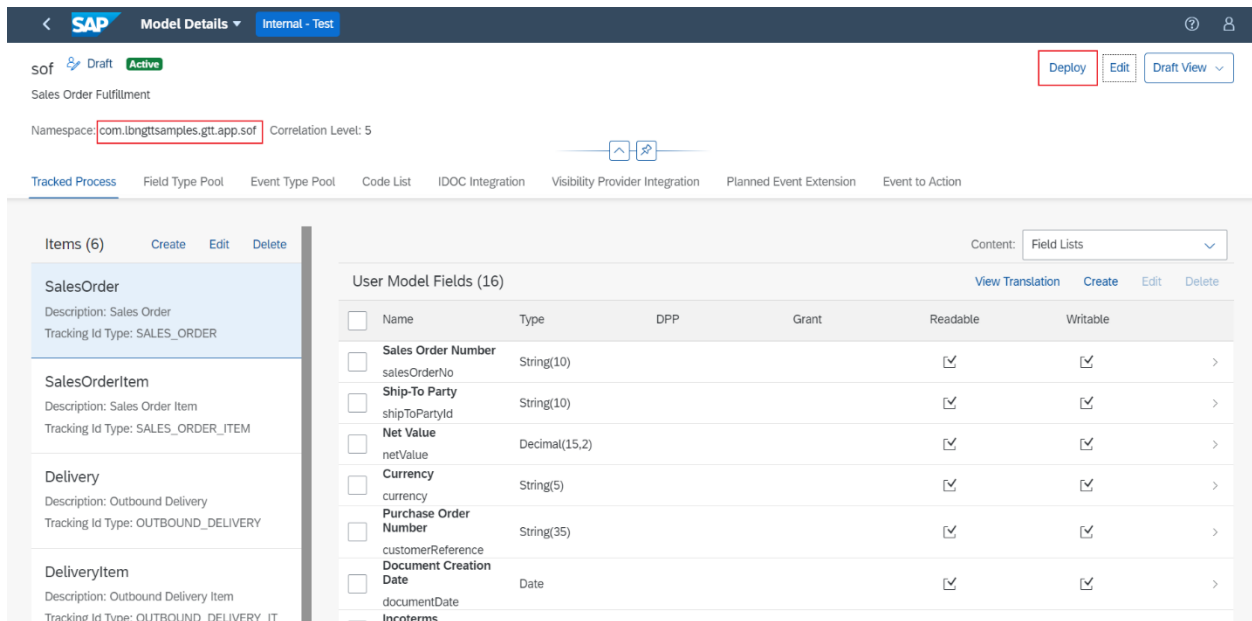 SAP Model Details Internal - Test
sof Draft Active
Deploy Edit Draft View
Sales Order Fulfillment
Namespace: com.lbngttsamples.gtt.app.sof Correlation Level: 5
Tracked Process Field Type Pool Event Type Pool Code List IDOC Integration Visibility Provider Integration Planned Event Extension Event to Action
Items (6) Create Edit Delete
SalesOrder
Description: Sales Order
Tracking Id Type: SALES_ORDER
SalesOrderItem
Description: Sales Order Item
Tracking Id Type: SALES_ORDER_ITEM
Delivery
Description: Outbound Delivery
Tracking Id Type: OUTBOUND_DELIVERY
DeliveryItem
Description: Outbound Delivery Item
Tracking Id Type: OUTBOUND_DELIVERY_IT
Content: Field Lists
User Model Fields (16) View Translation Create Edit Delete
Name Type DPP Grant Readable Writable
Sales Order Number
salesOrderNo
String(10)
Ship-To Party
shipToPartyId
String(10)
Net Value
netValue
Decimal(15,2)
Currency
currency
String(5)
Purchase Order
Number
customerReference
String(35)
Document Creation
Date
documentDate
Date
Incoterms